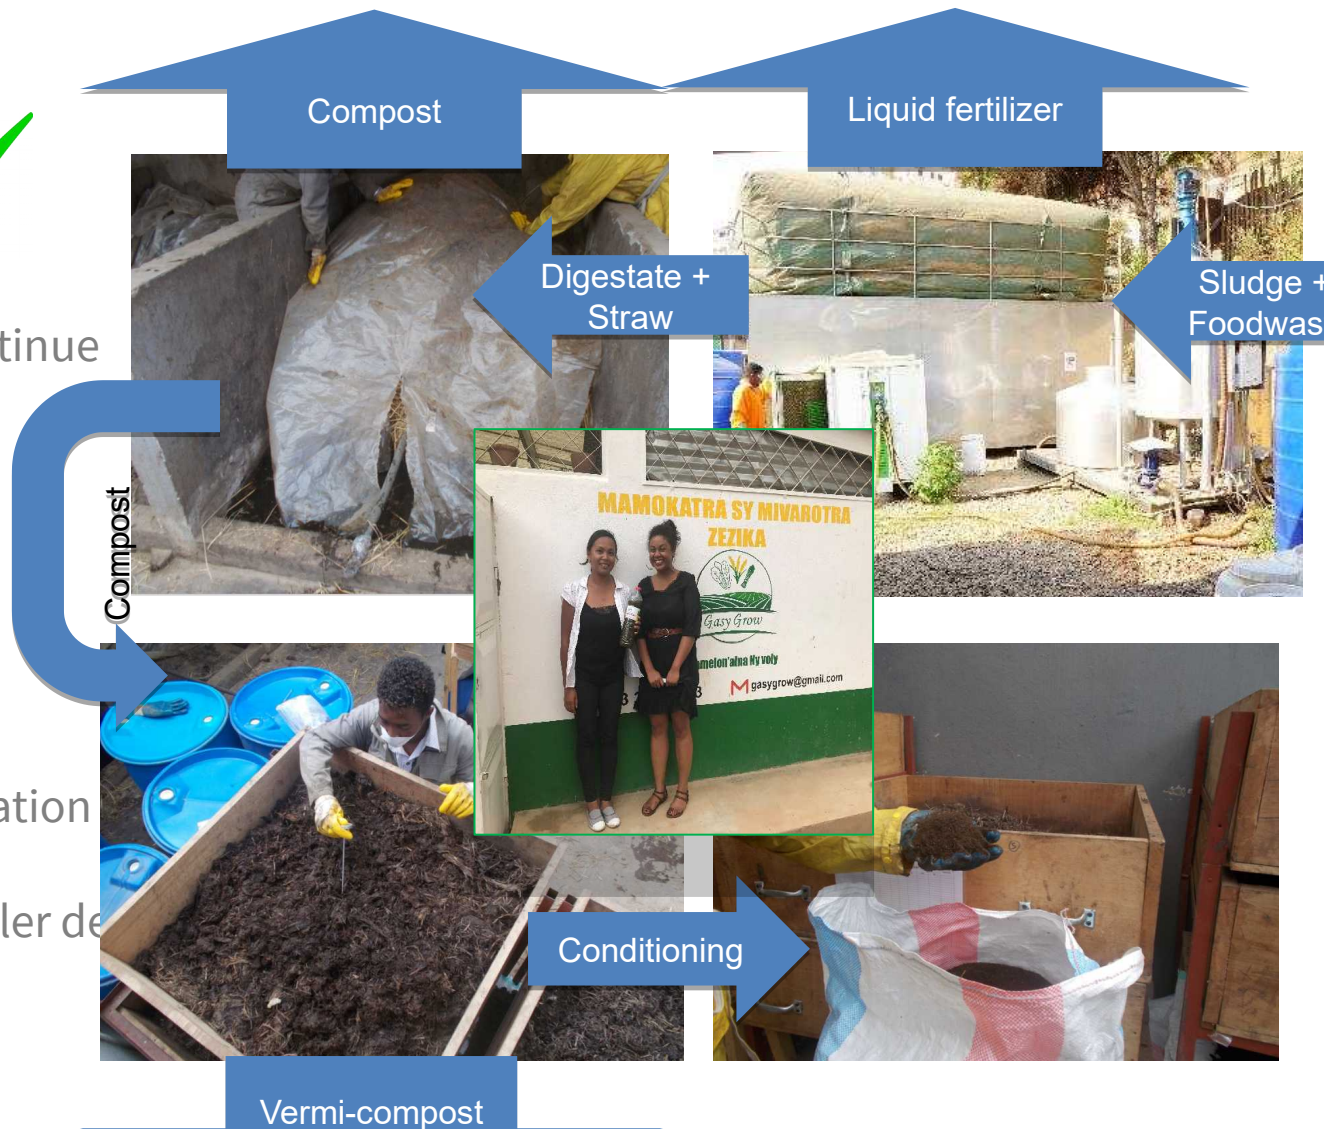 Compost
Liquid fertilizer
Digestate +
Straw
Sludge +
Foodwas
tinue
Compost
MAMOKATRA SY MIVAROTRA
ZEZIKA
Gasy Grow
gasygrow@gmail.com
ation
ler de
Conditioning
Vermi-compost